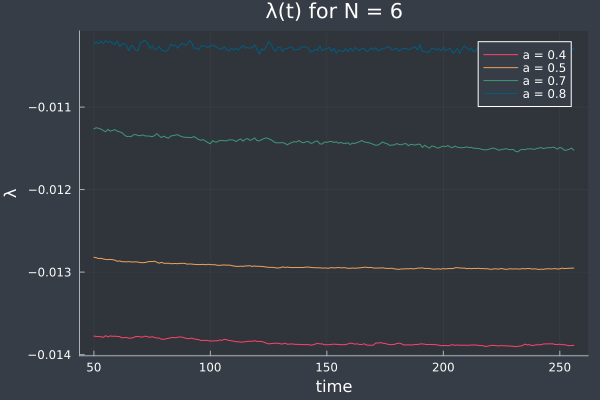 λ(t) for N = 6
a = 0.4
a = 0.5
a = 0.7
a = 0.8
−0.011
−0.012
−0.013
−0.014
λ
50 100 150 200 250
time